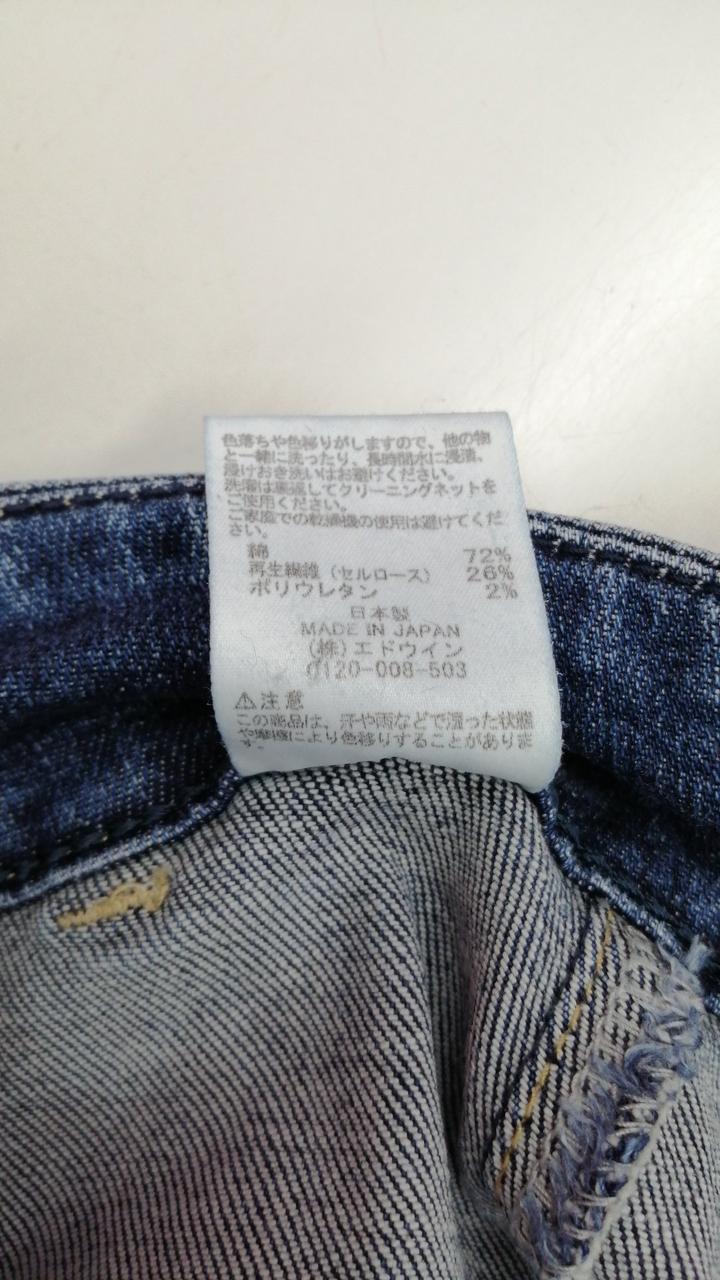 色落ちや色移りがしますので、他の物
と一緒に洗ったり、長時間水に浸漬、
浸けおき洗いはお避けください。
洗濯は裏返してクリーニングネットを
ご使用ください。
ご家庭での乾燥機の使用は避けてくだ
さい。
綿 72%
再生繊維（セルロース） 26%
ポリウレタン 2%
日本製
MADE IN JAPAN
(株)エドウイン
0120-008-503
⚠注意
この商品は、汗や雨などで湿った状態
や摩擦により色移りすることがありま
す。